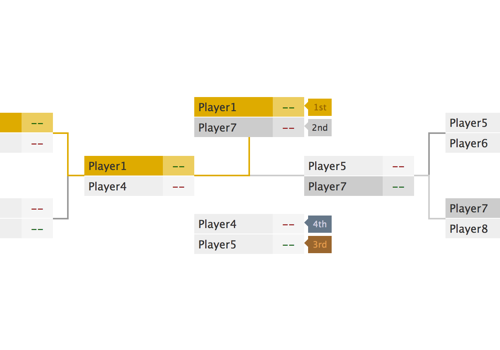 Player1 -- 1st
Player7 -- 2nd
--
--
Player1 --
Player4 --
Player5 --
Player7 --
Player5
Player6
--
--
Player7
Player8
Player4 -- 4th
Player5 -- 3rd